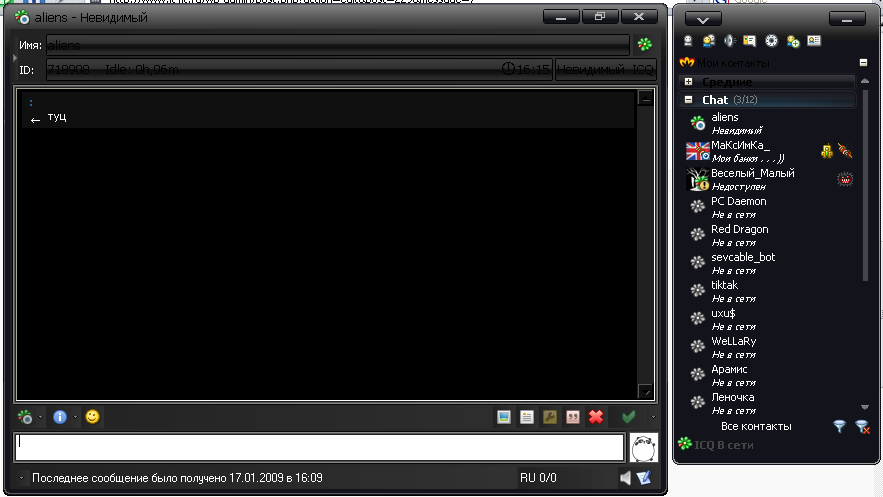 aliens - Невидимый
Имя: aliens
ID: 718908 Idle: 0h,06m 16:15 Невидимый ICQ
:
← туц
Последнее сообщение было получено 17.01.2009 в 16:09 RU 0/0
Мои контакты
Средние
Chat (3/12)
aliens
Невидимый
МаКсИмКа_
Мои банки . . , ))
Веселый_Малый
Недоступен
PC Daemon
Не в сети
Red Dragon
Не в сети
sevcable_bot
Не в сети
tiktak
Не в сети
uxu$
Не в сети
WeLLaRy
Не в сети
Арамис
Не в сети
Леночка
Не в сети
Все контакты
ICQ В сети